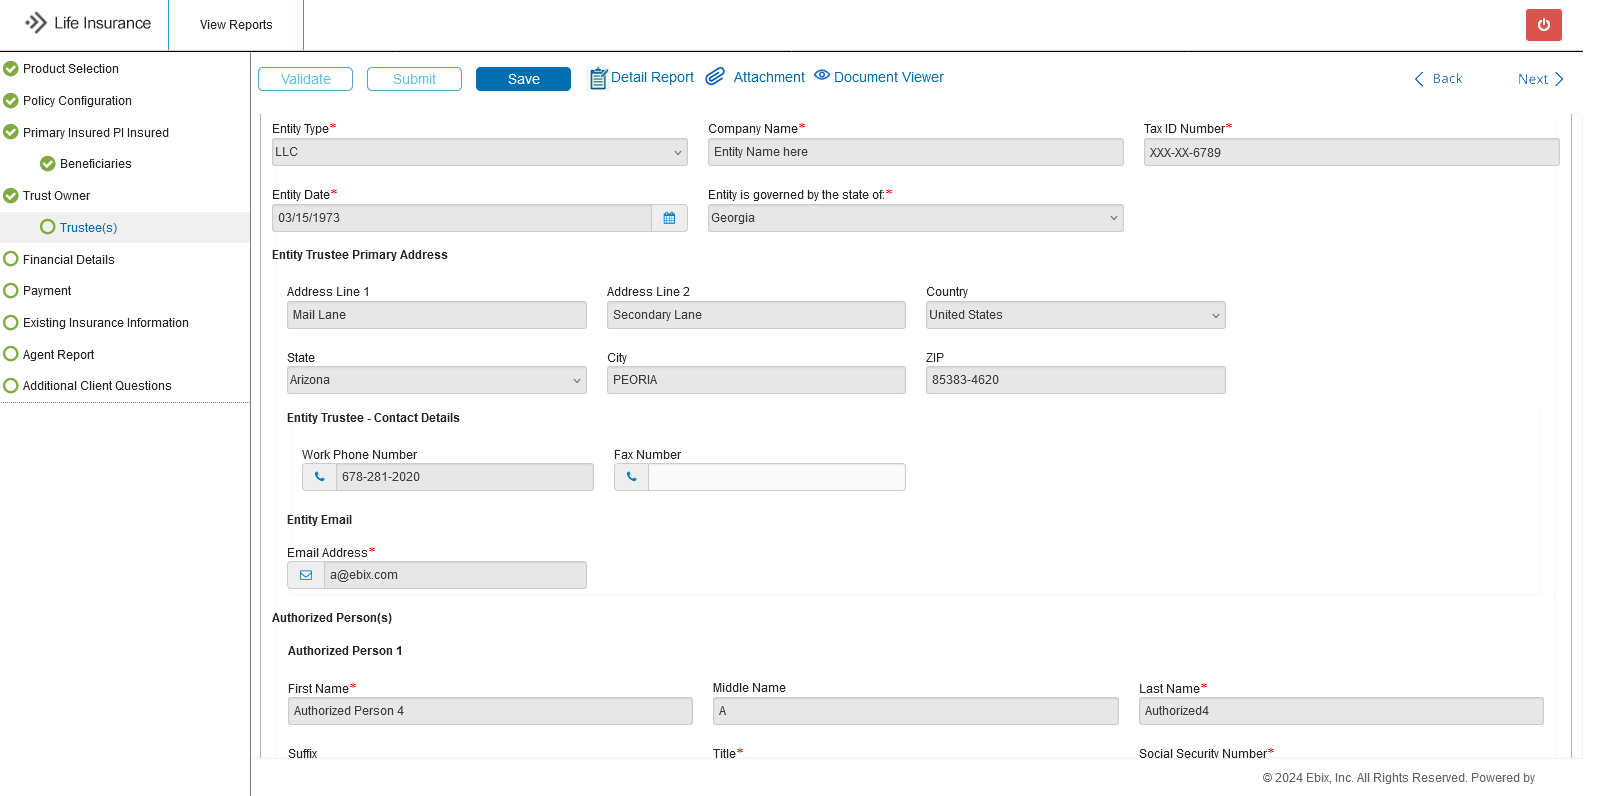 Life Insurance
View Reports
Product Selection
Policy Configuration
Primary Insured PI Insured
Beneficiaries
Trust Owner
Trustee(s)
Financial Details
Payment
Existing Insurance Information
Agent Report
Additional Client Questions
Validate Submit Save Detail Report Attachment Document Viewer Back Next
Entity Type* Company Name* Tax ID Number*
LLC Entity Name here XXX-XX-6789
Entity Date* Entity is governed by the state of:*
03/15/1973 Georgia
Entity Trustee Primary Address
Address Line 1 Address Line 2 Country
Mail Lane Secondary Lane United States
State City ZIP
Arizona PEORIA 85383-4620
Entity Trustee - Contact Details
Work Phone Number Fax Number
678-281-2020
Entity Email
Email Address*
a@ebix.com
Authorized Person(s)
Authorized Person 1
First Name* Middle Name Last Name*
Authorized Person 4 A Authorized4
Suffix Title* Social Security Number*
© 2024 Ebix, Inc. All Rights Reserved. Powered by